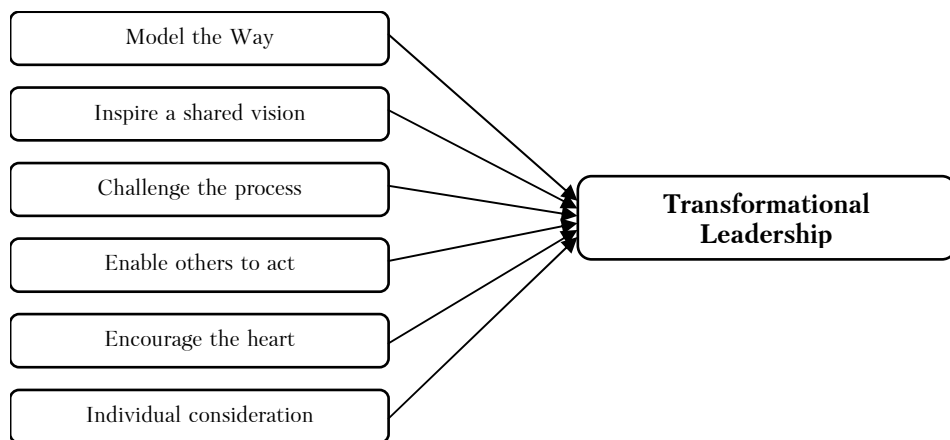 Model the Way
Inspire a shared vision
Challenge the process
Enable others to act
Encourage the heart
Individual consideration
Transformational
Leadership